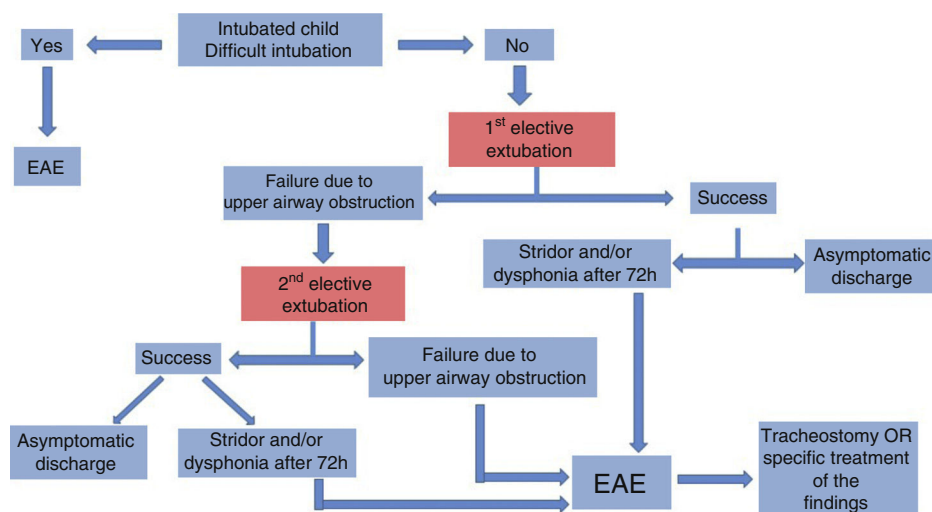 Intubated child
Difficult intubation
Yes
No
EAE
1st elective
extubation
Failure due to
upper airway obstruction
Success
Stridor and/or
dysphonia after 72h
Asymptomatic
discharge
2nd elective
extubation
Success
Failure due to
upper airway obstruction
Asymptomatic
discharge
Stridor and/or
dysphonia after 72h
EAE
Tracheostomy OR
specific treatment
of the
findings